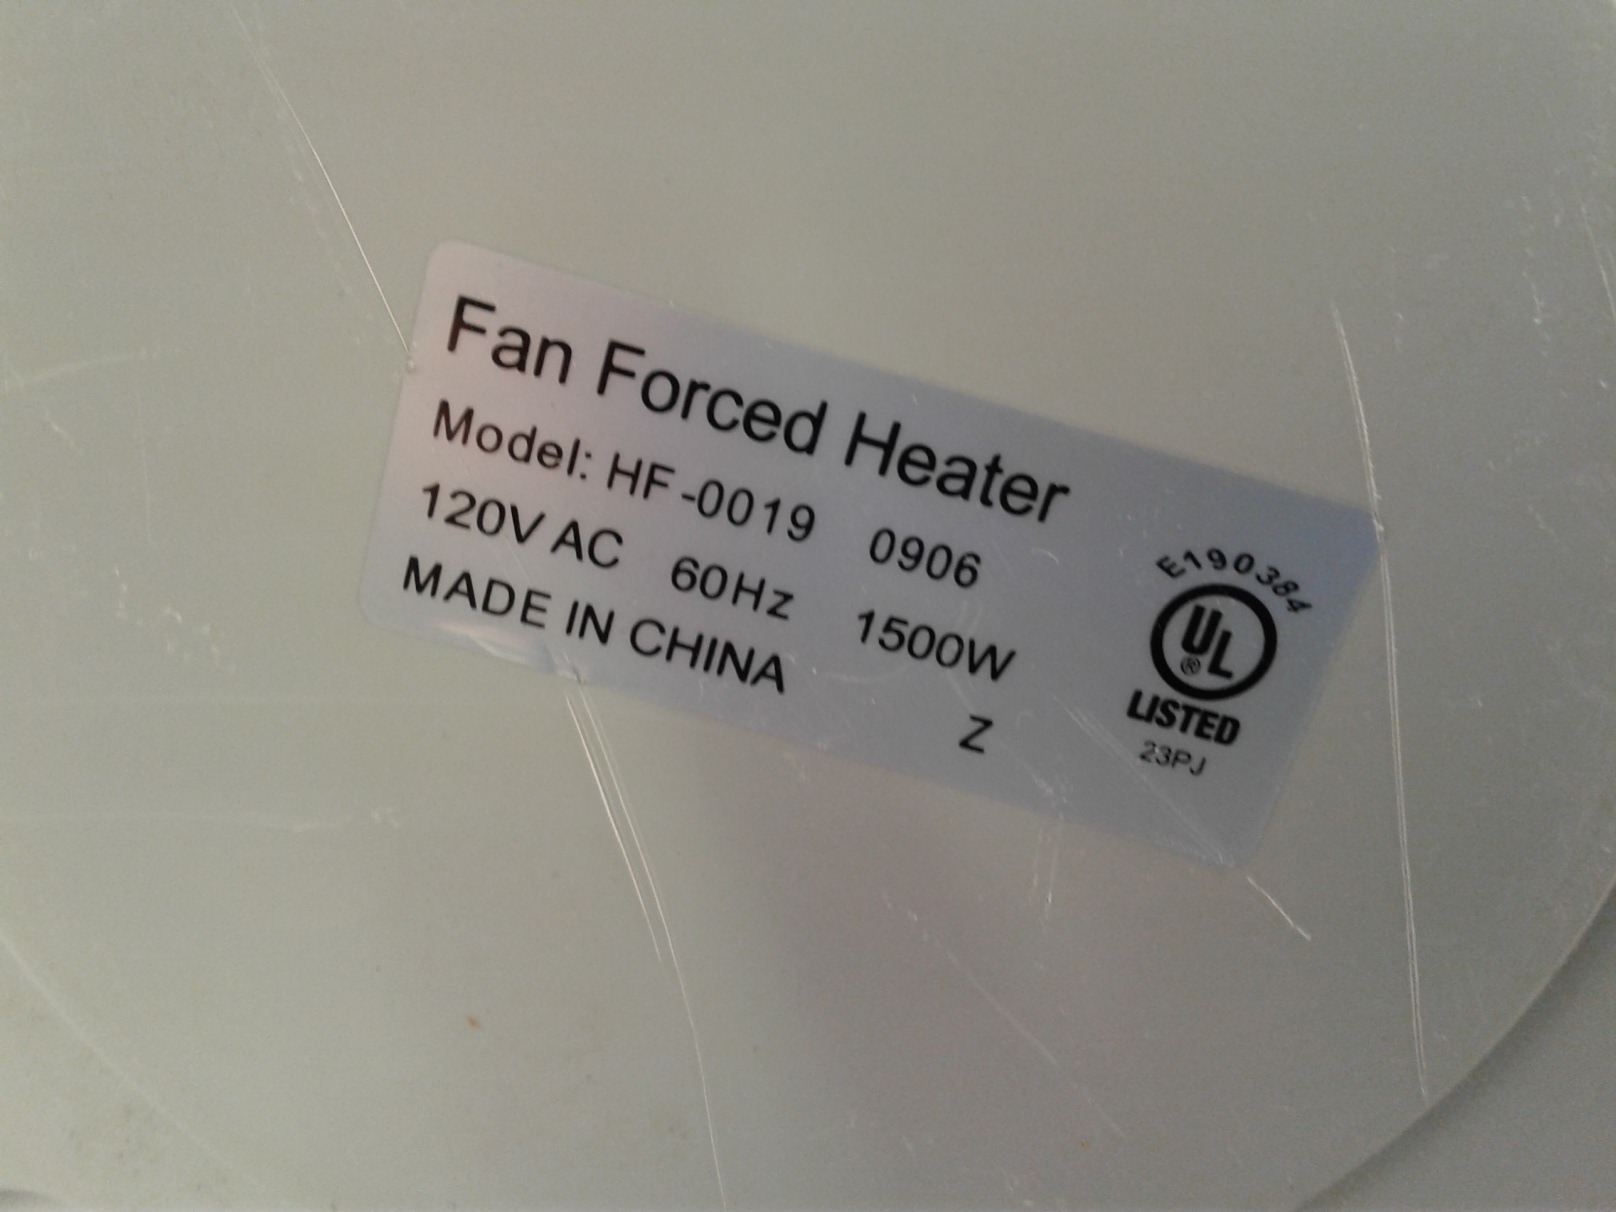 Fan Forced Heater
Model: HF-0019 0906
120V AC 60Hz 1500W
MADE IN CHINA
Z
E190384
UL
®
LISTED
23PJ